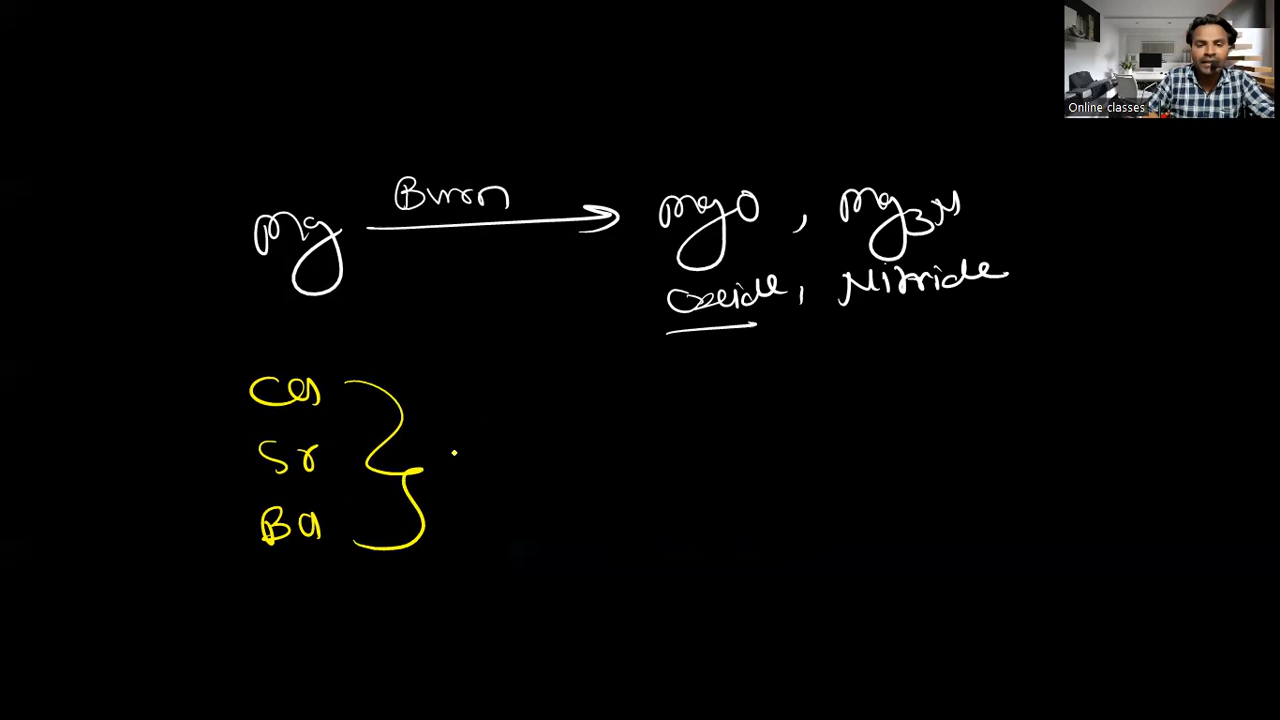 Online classes
Mg Burn → MgO , Mg3N
Oxide, Nitride
Ca
Sr
Ba